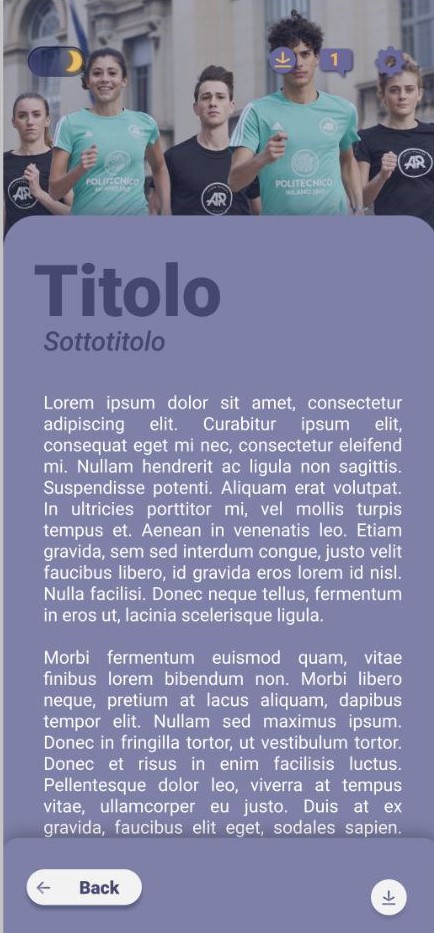 1
AR
POLITECNICO
MILANO 1863
AR
POLITECNICO
MILANO 1863
AR
Titolo
Sottotitolo
Lorem ipsum dolor sit amet, consectetur
adipiscing elit. Curabitur ipsum elit,
consequat eget mi nec, consectetur eleifend
mi. Nullam hendrerit ac ligula non sagittis.
Suspendisse potenti. Aliquam erat volutpat.
In ultricies porttitor mi, vel mollis turpis
tempus et. Aenean in venenatis leo. Etiam
gravida, sem sed interdum congue, justo velit
faucibus libero, id gravida eros lorem id nisl.
Nulla facilisi. Donec neque tellus, fermentum
in eros ut, lacinia scelerisque ligula.
Morbi fermentum euismod quam, vitae
finibus lorem bibendum non. Morbi libero
neque, pretium at lacus aliquam, dapibus
tempor elit. Nullam sed maximus ipsum.
Donec in fringilla tortor, ut vestibulum tortor.
Donec et risus in enim facilisis luctus.
Pellentesque dolor leo, viverra at tempus
vitae, ullamcorper eu justo. Duis at ex
gravida, faucibus elit eget, sodales sapien.
Back